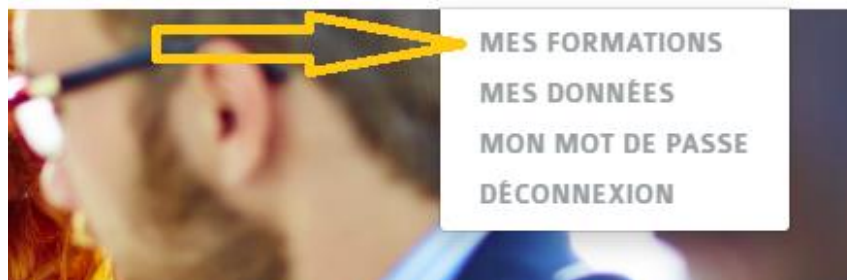 MES FORMATIONS
MES DONNÉES
MON MOT DE PASSE
DÉCONNEXION